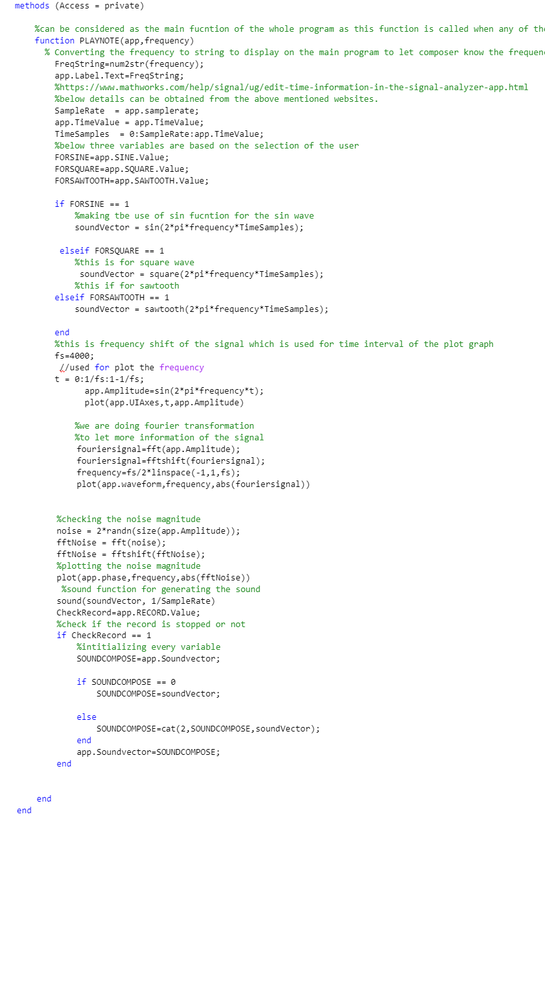 methods (Access = private)
%can be considered as the main fucntion of the whole program as this function is called when any of the
function PLAYNOTE(app,frequency)
% Converting the frequency to string to display on the main program to let composer know the frequen
FreqString=num2str(frequency);
app.Label.Text=FreqString;
%https://www.mathworks.com/help/signal/ug/edit-time-information-in-the-signal-analyzer-app.html
%below details can be obtained from the above mentioned websites.
SampleRate  = app.samplerate;
app.TimeValue = app.TimeValue;
TimeSamples  = 0:SampleRate:app.TimeValue;
%below three variables are based on the selection of the user
FORSINE=app.SINE.Value;
FORSQUARE=app.SQUARE.Value;
FORSAWTOOTH=app.SAWTOOTH.Value;
if FORSINE == 1
%making tbe use of sin fucntion for the sin wave
soundVector = sin(2*pi*frequency*TimeSamples);
elseif FORSQUARE == 1
%this is for square wave
soundVector = square(2*pi*frequency*TimeSamples);
%this if for sawtooth
elseif FORSAWTOOTH == 1
soundVector = sawtooth(2*pi*frequency*TimeSamples);
end
%this is frequency shift of the signal which is used for time interval of the plot graph
fs=4000;
//used for plot the frequency
t = 0:1/fs:1-1/fs;
app.Amplitude=sin(2*pi*frequency*t);
plot(app.UIAxes,t,app.Amplitude)
%we are doing fourier transformation
%to let more information of the signal
fouriersignal=fft(app.Amplitude);
fouriersignal=fftshift(fouriersignal);
frequency=fs/2*linspace(-1,1,fs);
plot(app.waveform,frequency,abs(fouriersignal))
%checking the noise magnitude
noise = 2*randn(size(app.Amplitude));
fftNoise = fft(noise);
fftNoise = fftshift(fftNoise);
%plotting the noise magnitude
plot(app.phase,frequency,abs(fftNoise))
%sound function for generating the sound
sound(soundVector, 1/SampleRate)
CheckRecord=app.RECORD.Value;
%check if the record is stopped or not
if CheckRecord == 1
%intitializing every variable
SOUNDCOMPOSE=app.Soundvector;
if SOUNDCOMPOSE == 0
SOUNDCOMPOSE=soundVector;
else
SOUNDCOMPOSE=cat(2,SOUNDCOMPOSE,soundVector);
end
app.Soundvector=SOUNDCOMPOSE;
end
end
end